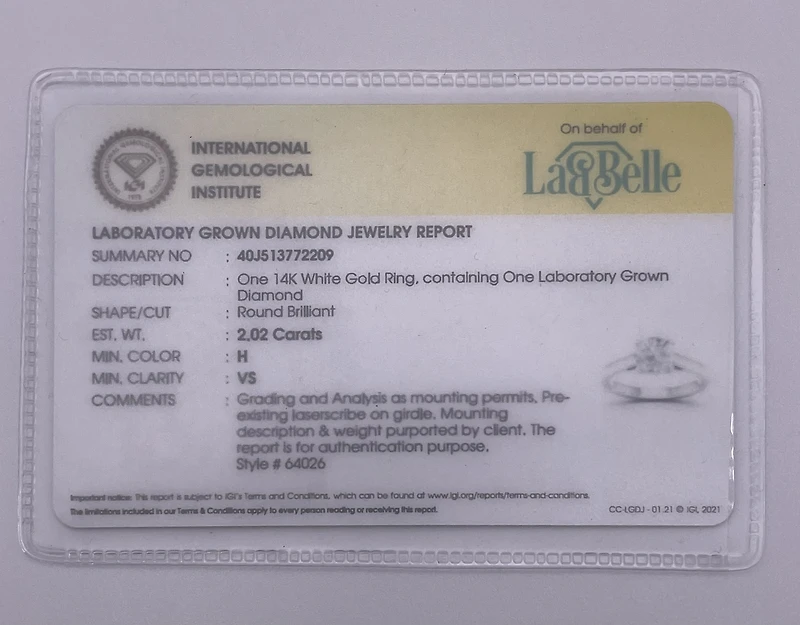 INTERNATIONAL
GEMOLOGICAL
INSTITUTE
IGI
1975
On behalf of
La&Belle
LABORATORY GROWN DIAMOND JEWELRY REPORT
SUMMARY NO : 40J513772209
DESCRIPTION : One 14K White Gold Ring, containing One Laboratory Grown
Diamond
SHAPE/CUT : Round Brilliant
EST. WT. : 2.02 Carats
MIN. COLOR : H
MIN. CLARITY : VS
COMMENTS : Grading and Analysis as mounting permits. Pre-
existing laserscribe on girdle. Mounting
description & weight purported by client. The
report is for authentication purpose.
Style # 64026
Important notice: This report is subject to IGI's Terms and Conditions, which can be found at www.igi.org/reports/terms-and-conditions.
The limitations included in our Terms & Conditions apply to every person reading or receiving this report.
CC-LGDJ - 01.21 © IGI, 2021